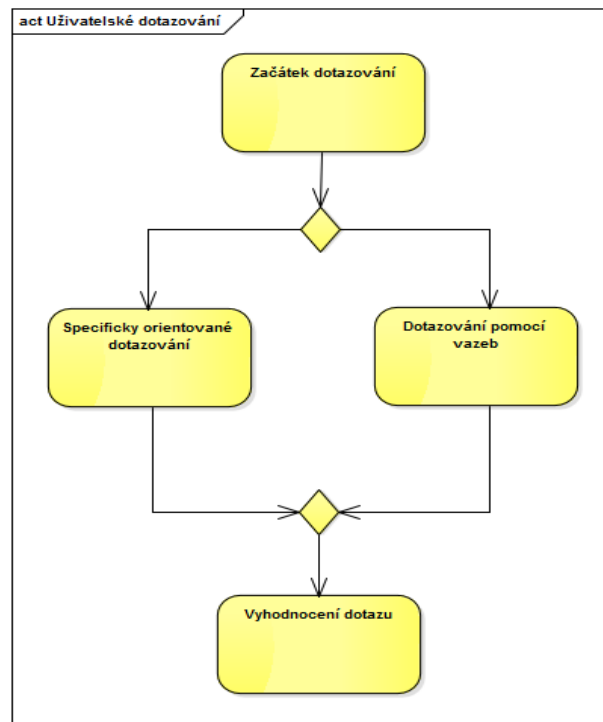 act Uživatelské dotazování
Začátek dotazování
Specificky orientované
dotazování
Dotazování pomocí
vazeb
Vyhodnocení dotazu